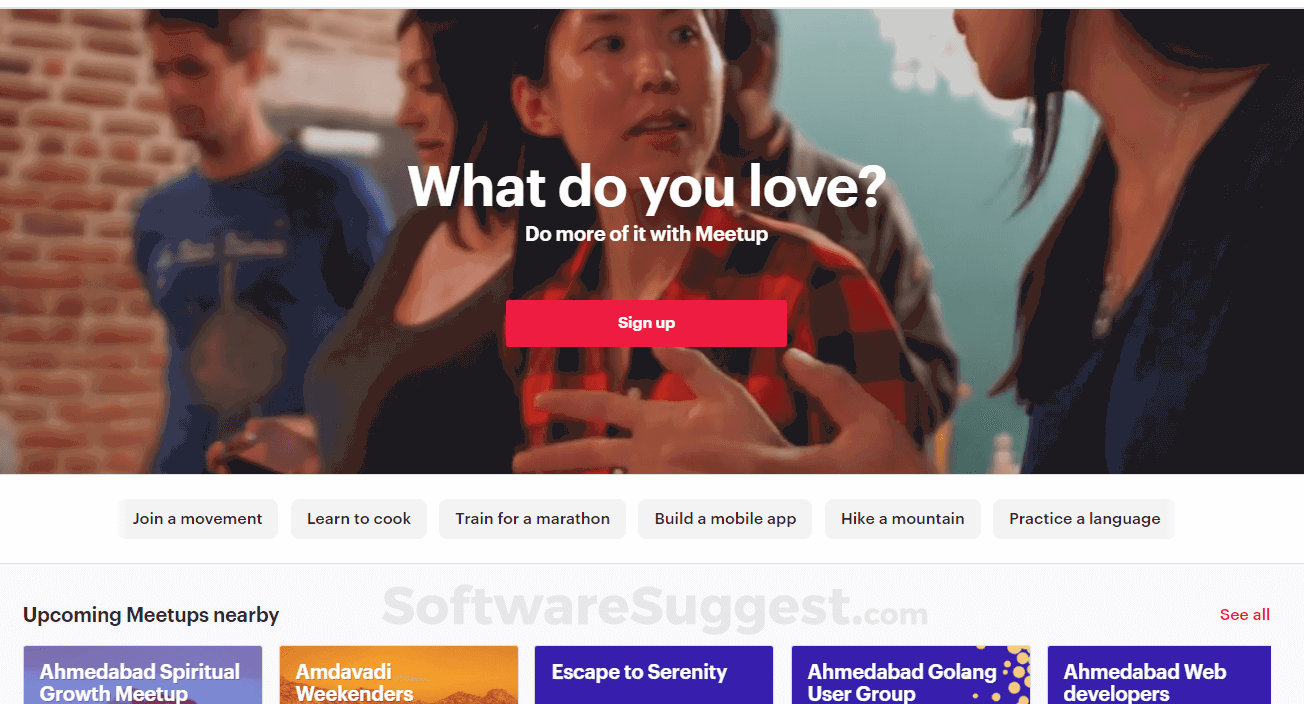 What do you love?
Do more of it with Meetup
Sign up
Join a movement
Learn to cook
Train for a marathon
Build a mobile app
Hike a mountain
Practice a language
SoftwareSuggest.com
Upcoming Meetups nearby
See all
Ahmedabad Spiritual
Growth Meetup
Amdavadi
Weekenders
Escape to Serenity
Ahmedabad Golang
User Group
Ahmedabad Web
developers